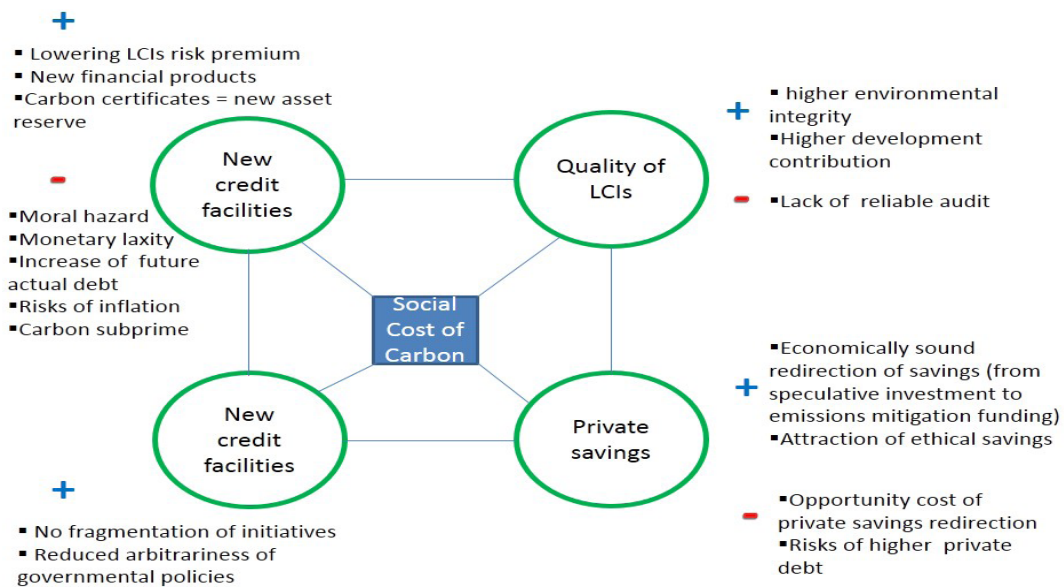 +
▪ Lowering LCIs risk premium
▪ New financial products
▪Carbon certificates = new asset
reserve
-
▪Moral hazard
▪Monetary laxity
▪Increase of future
actual debt
▪Risks of inflation
▪Carbon subprime
New
credit
facilities
Quality of
LCIs
+
▪ higher environmental
integrity
▪Higher development
contribution
-
▪Lack of reliable audit
Social
Cost of
Carbon
New
credit
facilities
Private
savings
+
▪Economically sound
redirection of savings (from
speculative investment to
emissions mitigation funding)
▪Attraction of ethical savings
-
▪Opportunity cost of
private savings redirection
▪Risks of higher private
debt
+
▪ No fragmentation of initiatives
▪ Reduced arbitrariness of
governmental policies